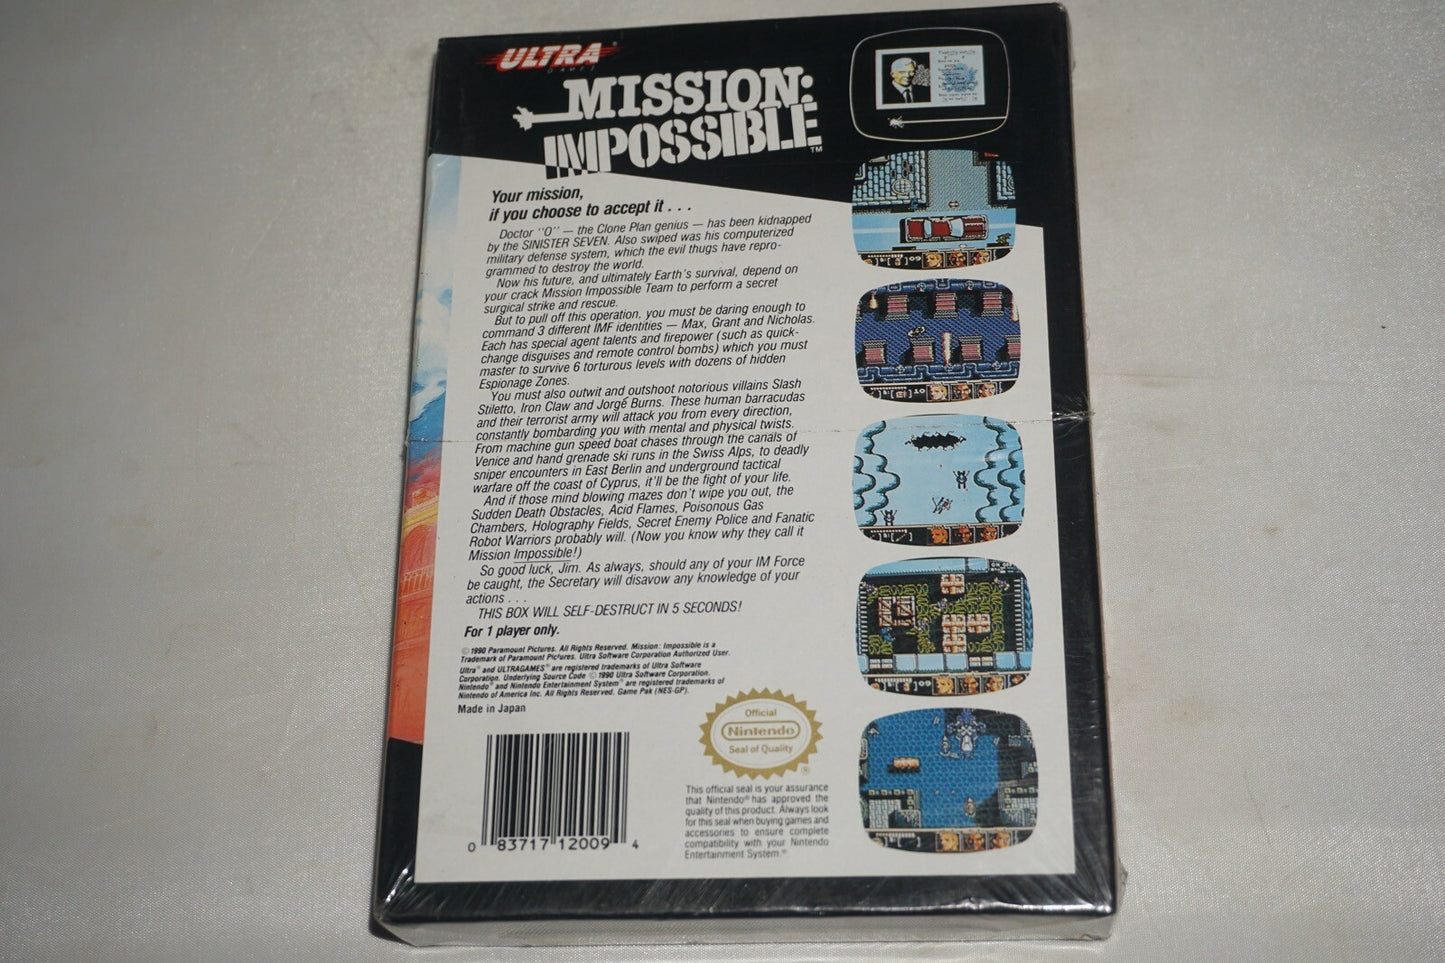 ULTRA
GAMES
MISSION:
IMPOSSIBLE™
Your mission,
if you choose to accept it . . .
Doctor "O" — the Clone Plan genius — has been kidnapped
by the SINISTER SEVEN. Also swiped was his computerized
military defense system, which the evil thugs have repro-
grammed to destroy the world.
Now his future, and ultimately Earth's survival, depend on
your crack Mission Impossible Team to perform a secret
surgical strike and rescue.
But to pull off this operation, you must be daring enough to
command 3 different IMF identities — Max, Grant and Nicholas.
Each has special agent talents and firepower (such as quick-
change disguises and remote control bombs) which you must
master to survive 6 torturous levels with dozens of hidden
Espionage Zones.
You must also outwit and outshoot notorious villains Slash
Stiletto, Iron Claw and Jorgé Burns. These human barracudas
and their terrorist army will attack you from every direction,
constantly bombarding you with mental and physical twists.
From machine gun speed boat chases through the canals of
Venice and hand grenade ski runs in the Swiss Alps, to deadly
sniper encounters in East Berlin and underground tactical
warfare off the coast of Cyprus, it'll be the fight of your life.
And if those mind blowing mazes don't wipe you out, the
Sudden Death Obstacles, Acid Flames, Poisonous Gas
Chambers, Holography Fields, Secret Enemy Police and Fanatic
Robot Warriors probably will. (Now you know why they call it
Mission Impossible!)
So good luck, Jim. As always, should any of your IM Force
be caught, the Secretary will disavow any knowledge of your
actions . . .
THIS BOX WILL SELF-DESTRUCT IN 5 SECONDS!
For 1 player only.
© 1990 Paramount Pictures. All Rights Reserved. Mission: Impossible is a
Trademark of Paramount Pictures. Ultra Software Corporation Authorized User.
Ultra® and ULTRAGAMES® are registered trademarks of Ultra Software
Corporation. Underlying Source Code © 1990 Ultra Software Corporation.
Nintendo® and Nintendo Entertainment System® are registered trademarks of
Nintendo of America Inc. All Rights Reserved. Game Pak (NES-GP).
Made in Japan
0 83717 12009 4
Official
Nintendo
Seal of Quality
®
This official seal is your assurance
that Nintendo® has approved the
quality of this product. Always look
for this seal when buying games and
accessories to ensure complete
compatibility with your Nintendo
Entertainment System.®
09
10
09